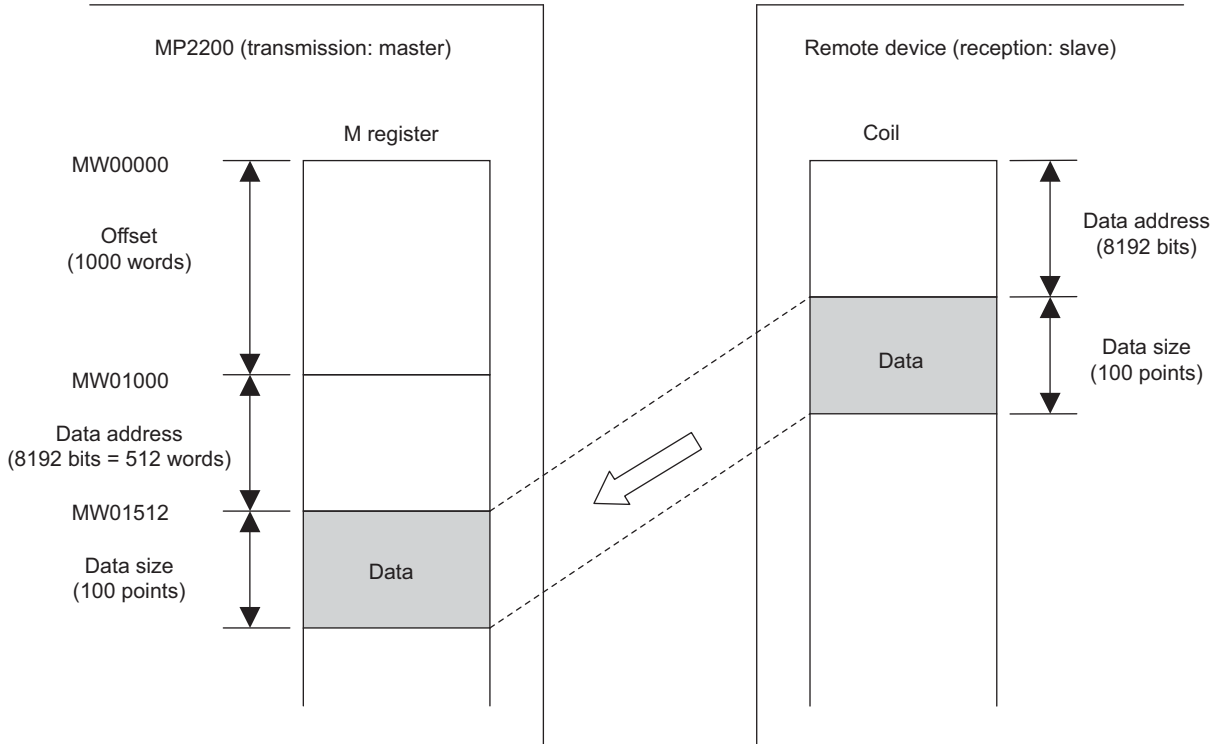 MP2200 (transmission: master)
M register
MW00000
Offset
(1000 words)
MW01000
Data address
(8192 bits = 512 words)
MW01512
Data size
(100 points)
Data
Remote device (reception: slave)
Coil
Data address
(8192 bits)
Data
Data size
(100 points)